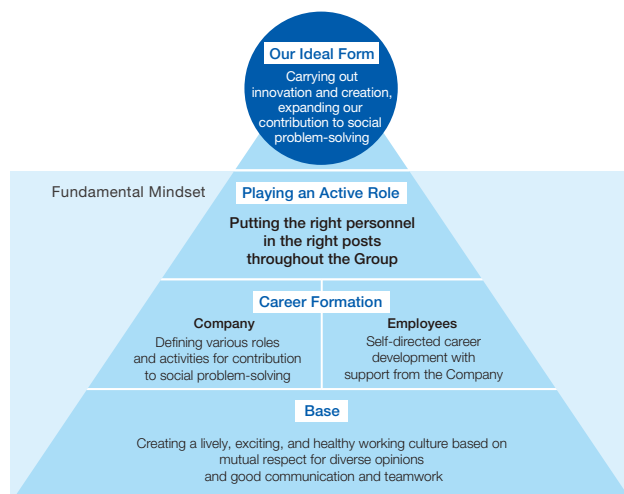 Our Ideal Form
Carrying out
innovation and creation,
expanding our
contribution to social
problem-solving
Fundamental Mindset
Playing an Active Role
Putting the right personnel
in the right posts
throughout the Group
Career Formation
Company
Defining various roles
and activities for contribution
to social problem-solving
Employees
Self-directed career
development with
support from the Company
Base
Creating a lively, exciting, and healthy working culture based on
mutual respect for diverse opinions
and good communication and teamwork